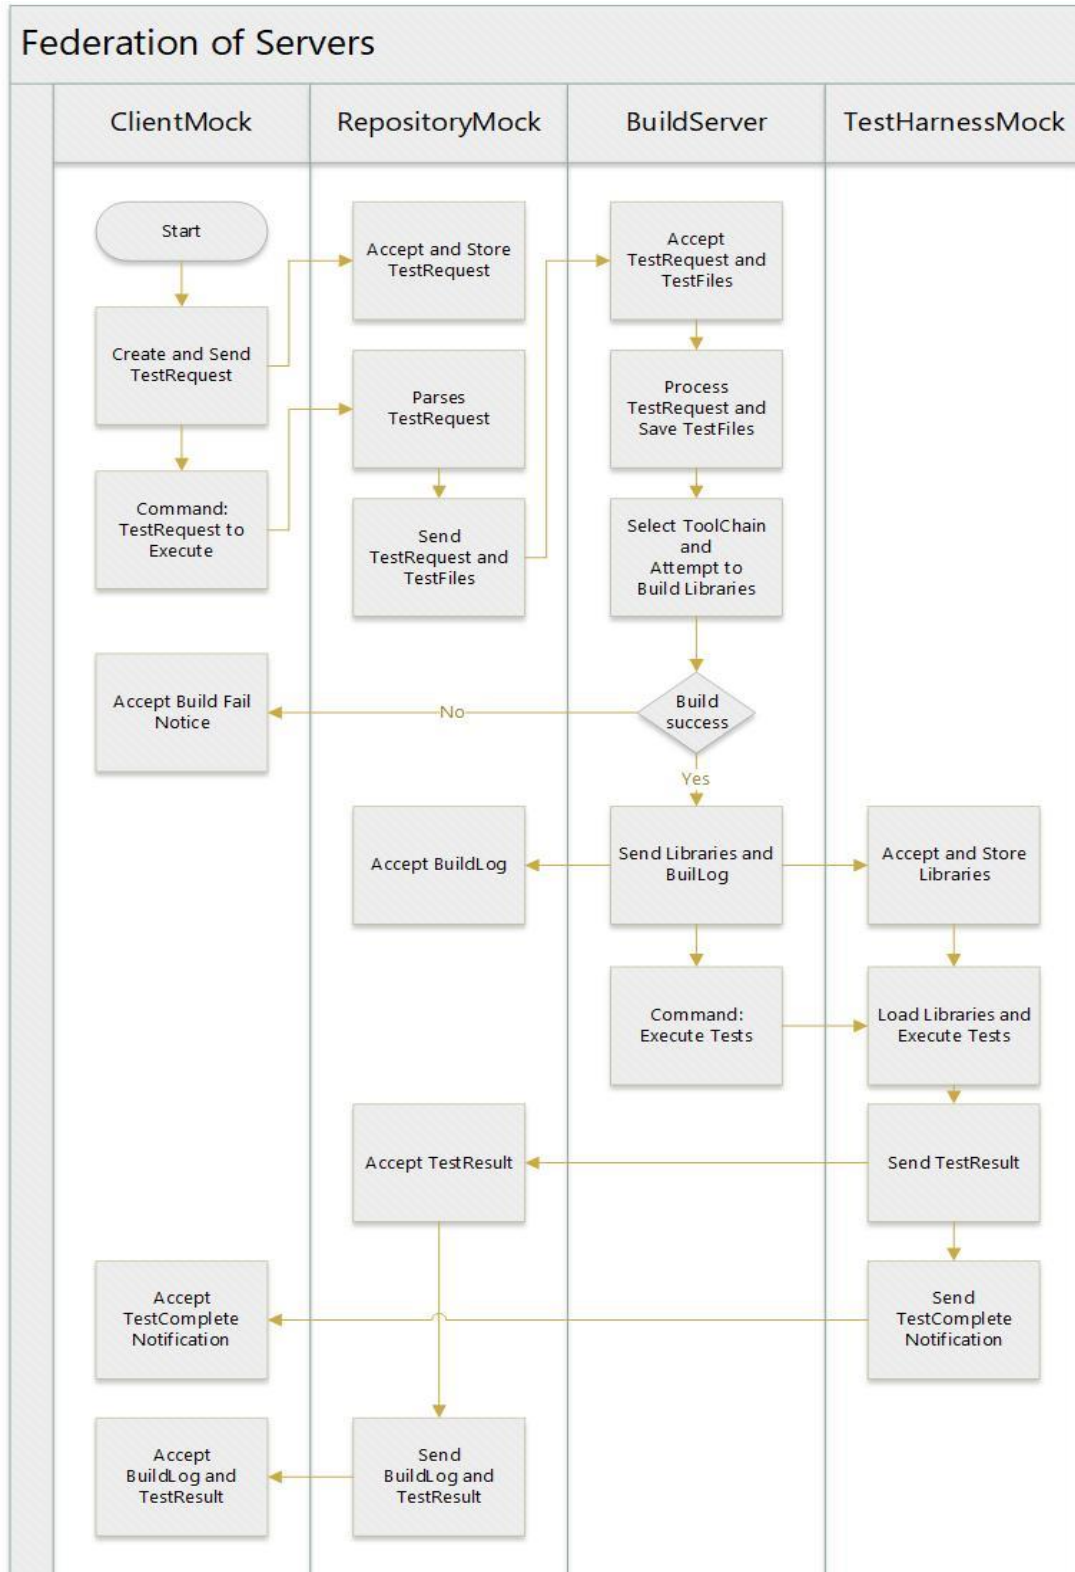 Federation of Servers
ClientMock
RepositoryMock
BuildServer
TestHarnessMock
Start
Accept and Store
TestRequest
Accept
TestRequest and
TestFiles
Create and Send
TestRequest
Parses
TestRequest
Process
TestRequest and
Save TestFiles
Command:
TestRequest to
Execute
Send
TestRequest and
TestFiles
Select ToolChain
and
Attempt to
Build Libraries
Accept Build Fail
Notice
No
Build
success
Yes
Accept BuildLog
Send Libraries and
BuilLog
Accept and Store
Libraries
Command:
Execute Tests
Load Libraries and
Execute Tests
Accept TestResult
Send TestResult
Accept
TestComplete
Notification
Send
TestComplete
Notification
Accept
BuildLog and
TestResult
Send
BuildLog and
TestResult